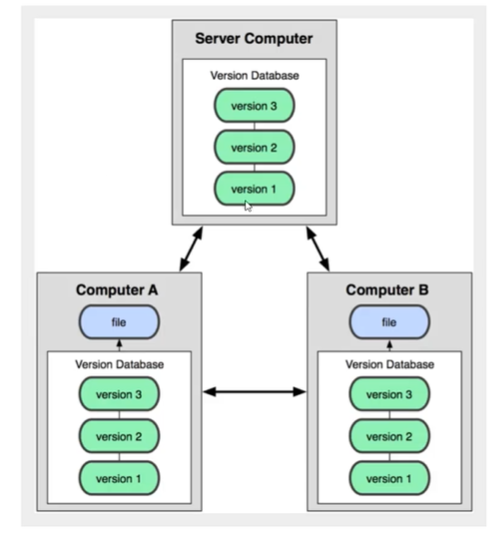 Server Computer
Version Database
version 3
version 2
version 1
Computer A
file
Version Database
version 3
version 2
version 1
Computer B
file
Version Database
version 3
version 2
version 1